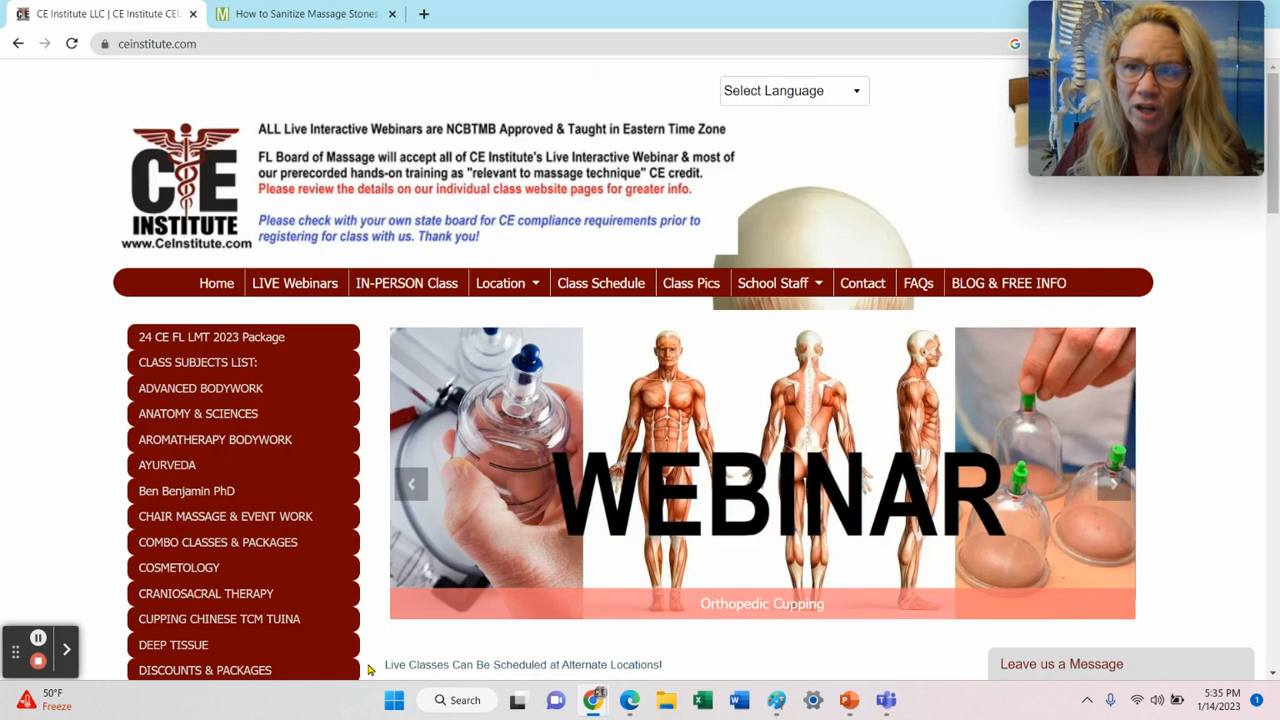 CE Institute LLC | CE Institute CEU
How to Sanitize Massage Stones
ceinstitute.com
Select Language
ALL Live Interactive Webinars are NCBTMB Approved & Taught in Eastern Time Zone
FL Board of Massage will accept all of CE Institute's Live Interactive Webinar & most of
our prerecorded hands-on training as "relevant to massage technique" CE credit.
Please review the details on our individual class website pages for greater info.
Please check with your own state board for CE compliance requirements prior to
registering for class with us. Thank you!
CE
INSTITUTE
www.CeInstitute.com
Home LIVE Webinars IN-PERSON Class Location Class Schedule Class Pics School Staff Contact FAQs BLOG & FREE INFO
24 CE FL LMT 2023 Package
CLASS SUBJECTS LIST:
ADVANCED BODYWORK
ANATOMY & SCIENCES
AROMATHERAPY BODYWORK
AYURVEDA
Ben Benjamin PhD
CHAIR MASSAGE & EVENT WORK
COMBO CLASSES & PACKAGES
COSMETOLOGY
CRANIOSACRAL THERAPY
CUPPING CHINESE TCM TUINA
DEEP TISSUE
DISCOUNTS & PACKAGES
WEBINAR
Orthopedic Cupping
Live Classes Can Be Scheduled at Alternate Locations!
Leave us a Message
50°F
Freeze
Search
5:35 PM
1/14/2023
1